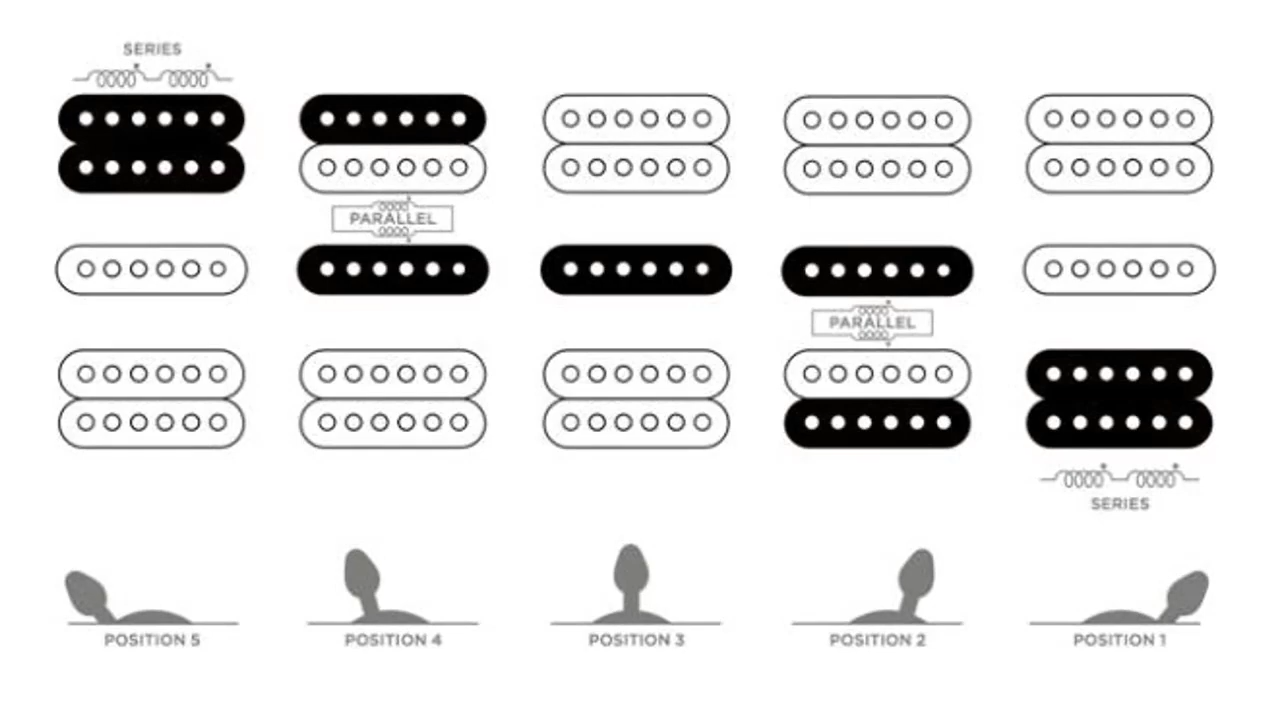 SERIES
PARALLEL
PARALLEL
SERIES
POSITION 5
POSITION 4
POSITION 3
POSITION 2
POSITION 1